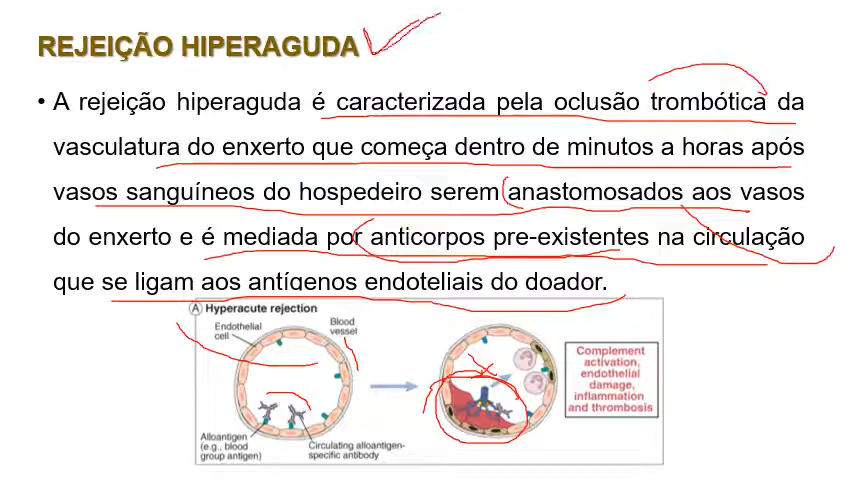 REJEIÇÃO HIPERAGUDA
• A rejeição hiperaguda é caracterizada pela oclusão trombótica da
vasculatura do enxerto que começa dentro de minutos a horas após
vasos sanguíneos do hospedeiro serem anastomosados aos vasos
do enxerto e é mediada por anticorpos pre-existentes na circulação
que se ligam aos antígenos endoteliais do doador.
A Hyperacute rejection
Endothelial
cell
Blood
vessel
Alloantigen
(e.g., blood
group antigen)
Circulating alloantigen-
specific antibody
Complement
activation,
endothelial
damage,
inflammation
and thrombosis